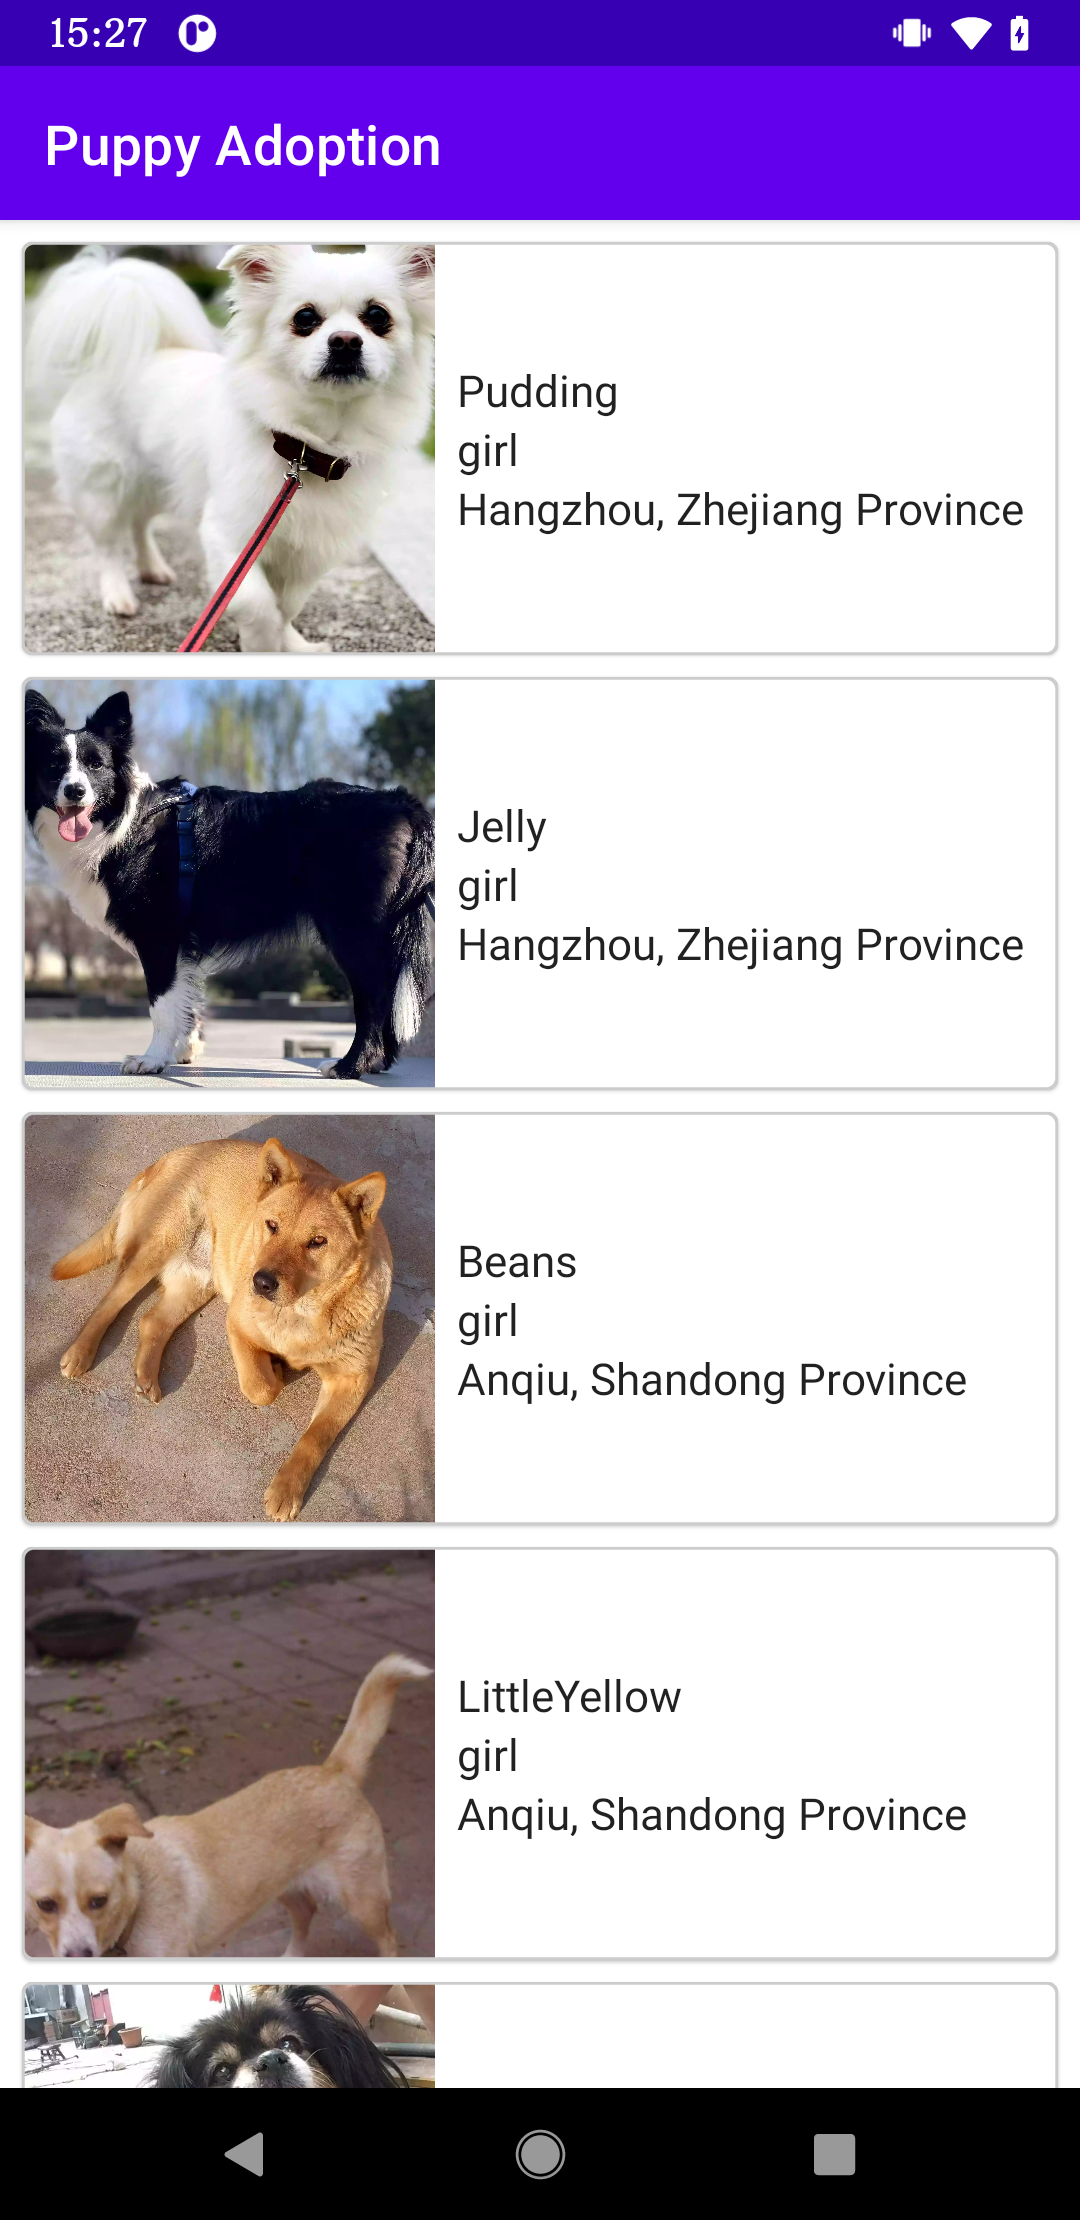 15:27
Puppy Adoption
Pudding
girl
Hangzhou, Zhejiang Province
Jelly
girl
Hangzhou, Zhejiang Province
Beans
girl
Anqiu, Shandong Province
LittleYellow
girl
Anqiu, Shandong Province